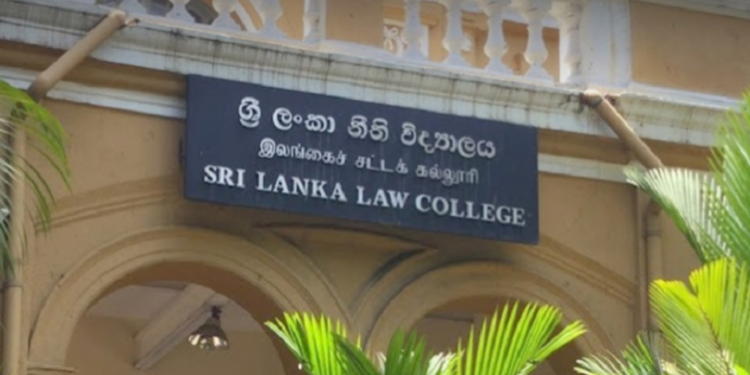 ශ්‍රී ලංකා නීති විද්‍යාලය
இலங்கைச் சட்டக் கல்லூரி
SRI LANKA LAW COLLEGE